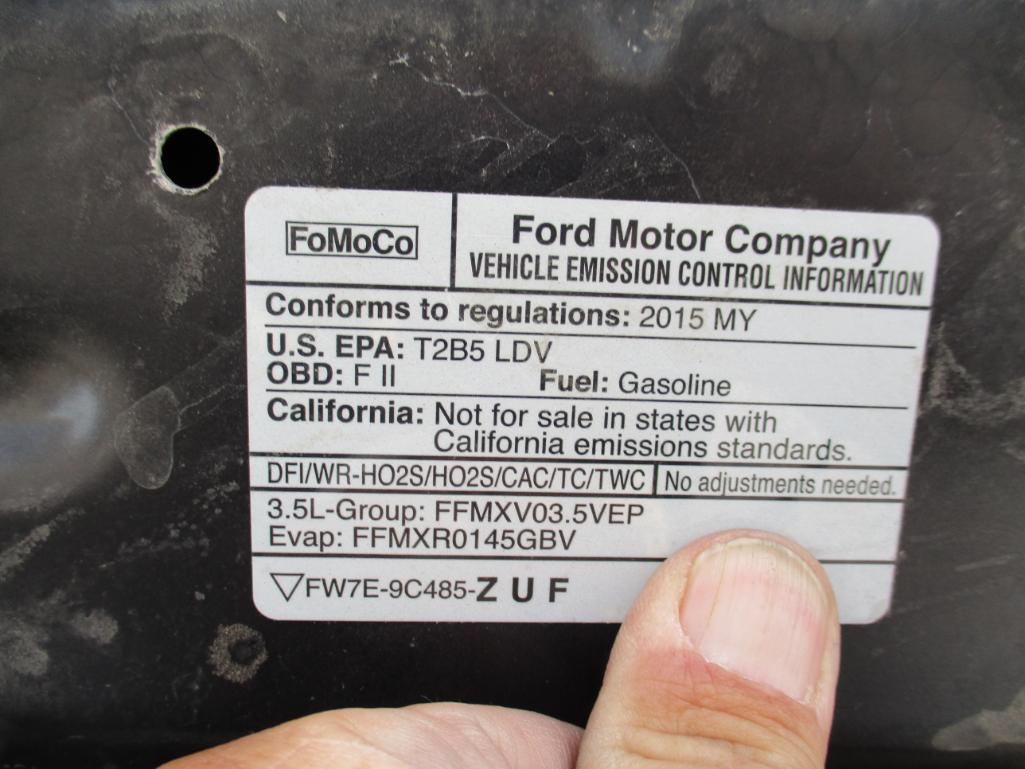 FoMoCo
Ford Motor Company
VEHICLE EMISSION CONTROL INFORMATION
Conforms to regulations: 2015 MY
U.S. EPA: T2B5 LDV
OBD: F II Fuel: Gasoline
California: Not for sale in states with
California emissions standards.
DFI/WR-HO2S/HO2S/CAC/TC/TWC No adjustments needed.
3.5L-Group: FFMXV03.5VEP
Evap: FFMXR0145GBV
▽FW7E-9C485-Z U F